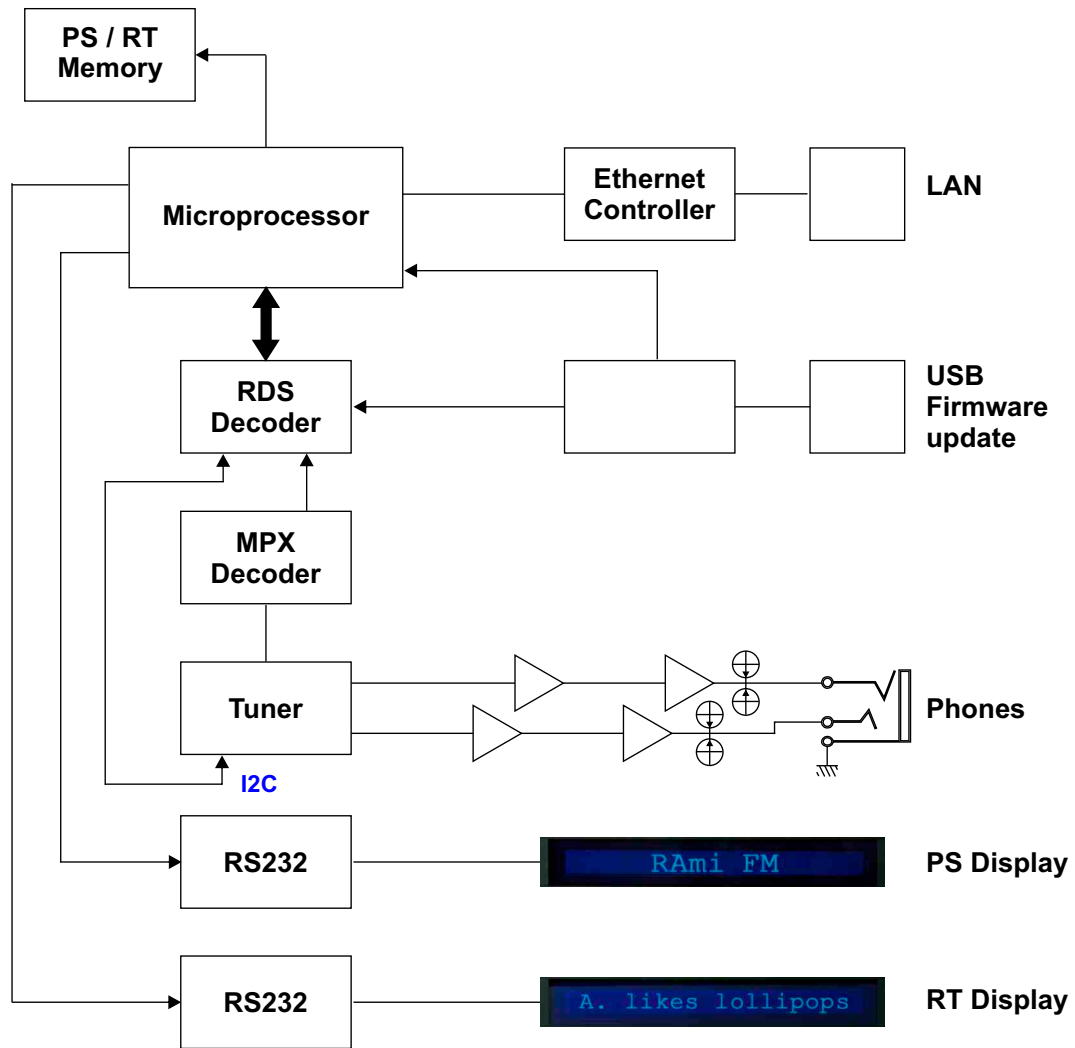 PS / RT
Memory
Microprocessor
Ethernet
Controller
LAN
RDS
Decoder
USB
Firmware
update
MPX
Decoder
Tuner
Phones
I2C
RS232
RAmi FM
PS Display
RS232
A. likes lollipops
RT Display